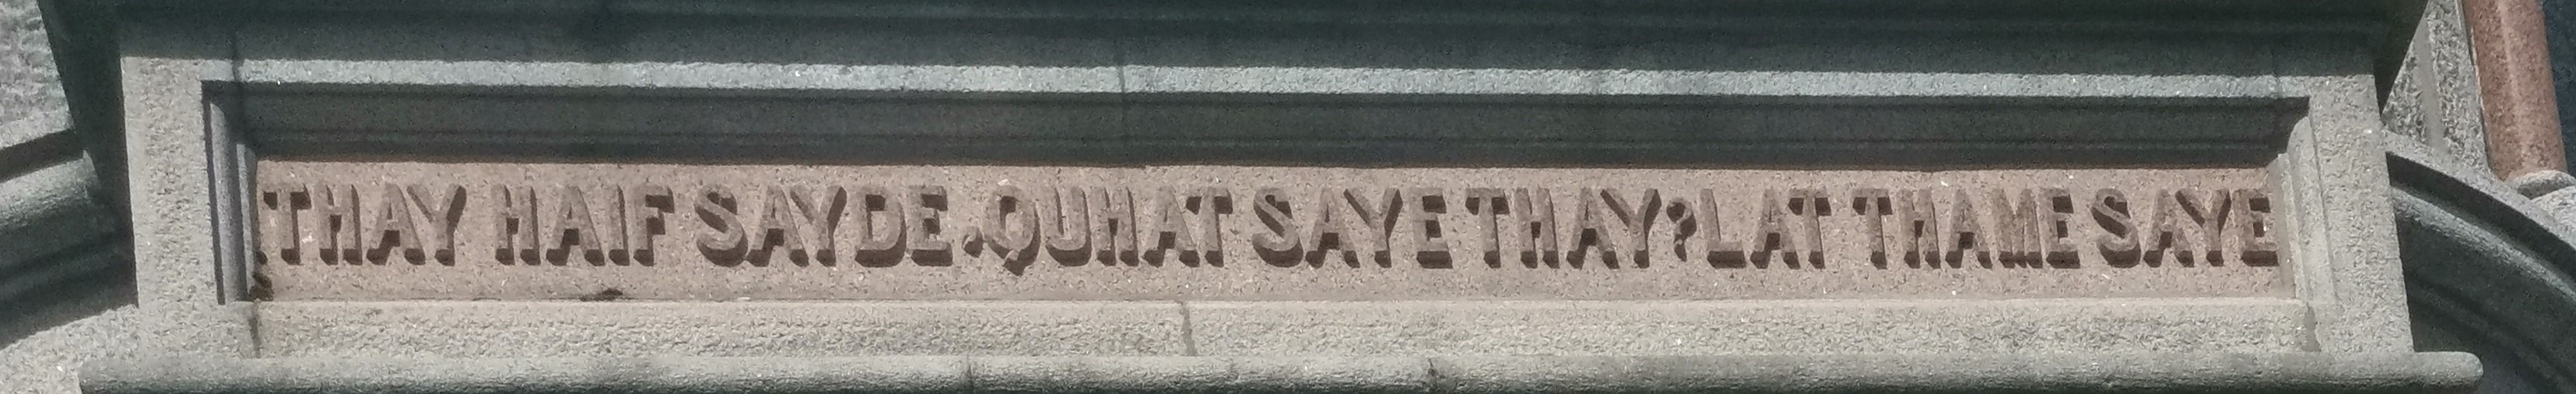 THAY HAIF SAYDE.QUHAT SAYE THAY?LAT THAME SAYE